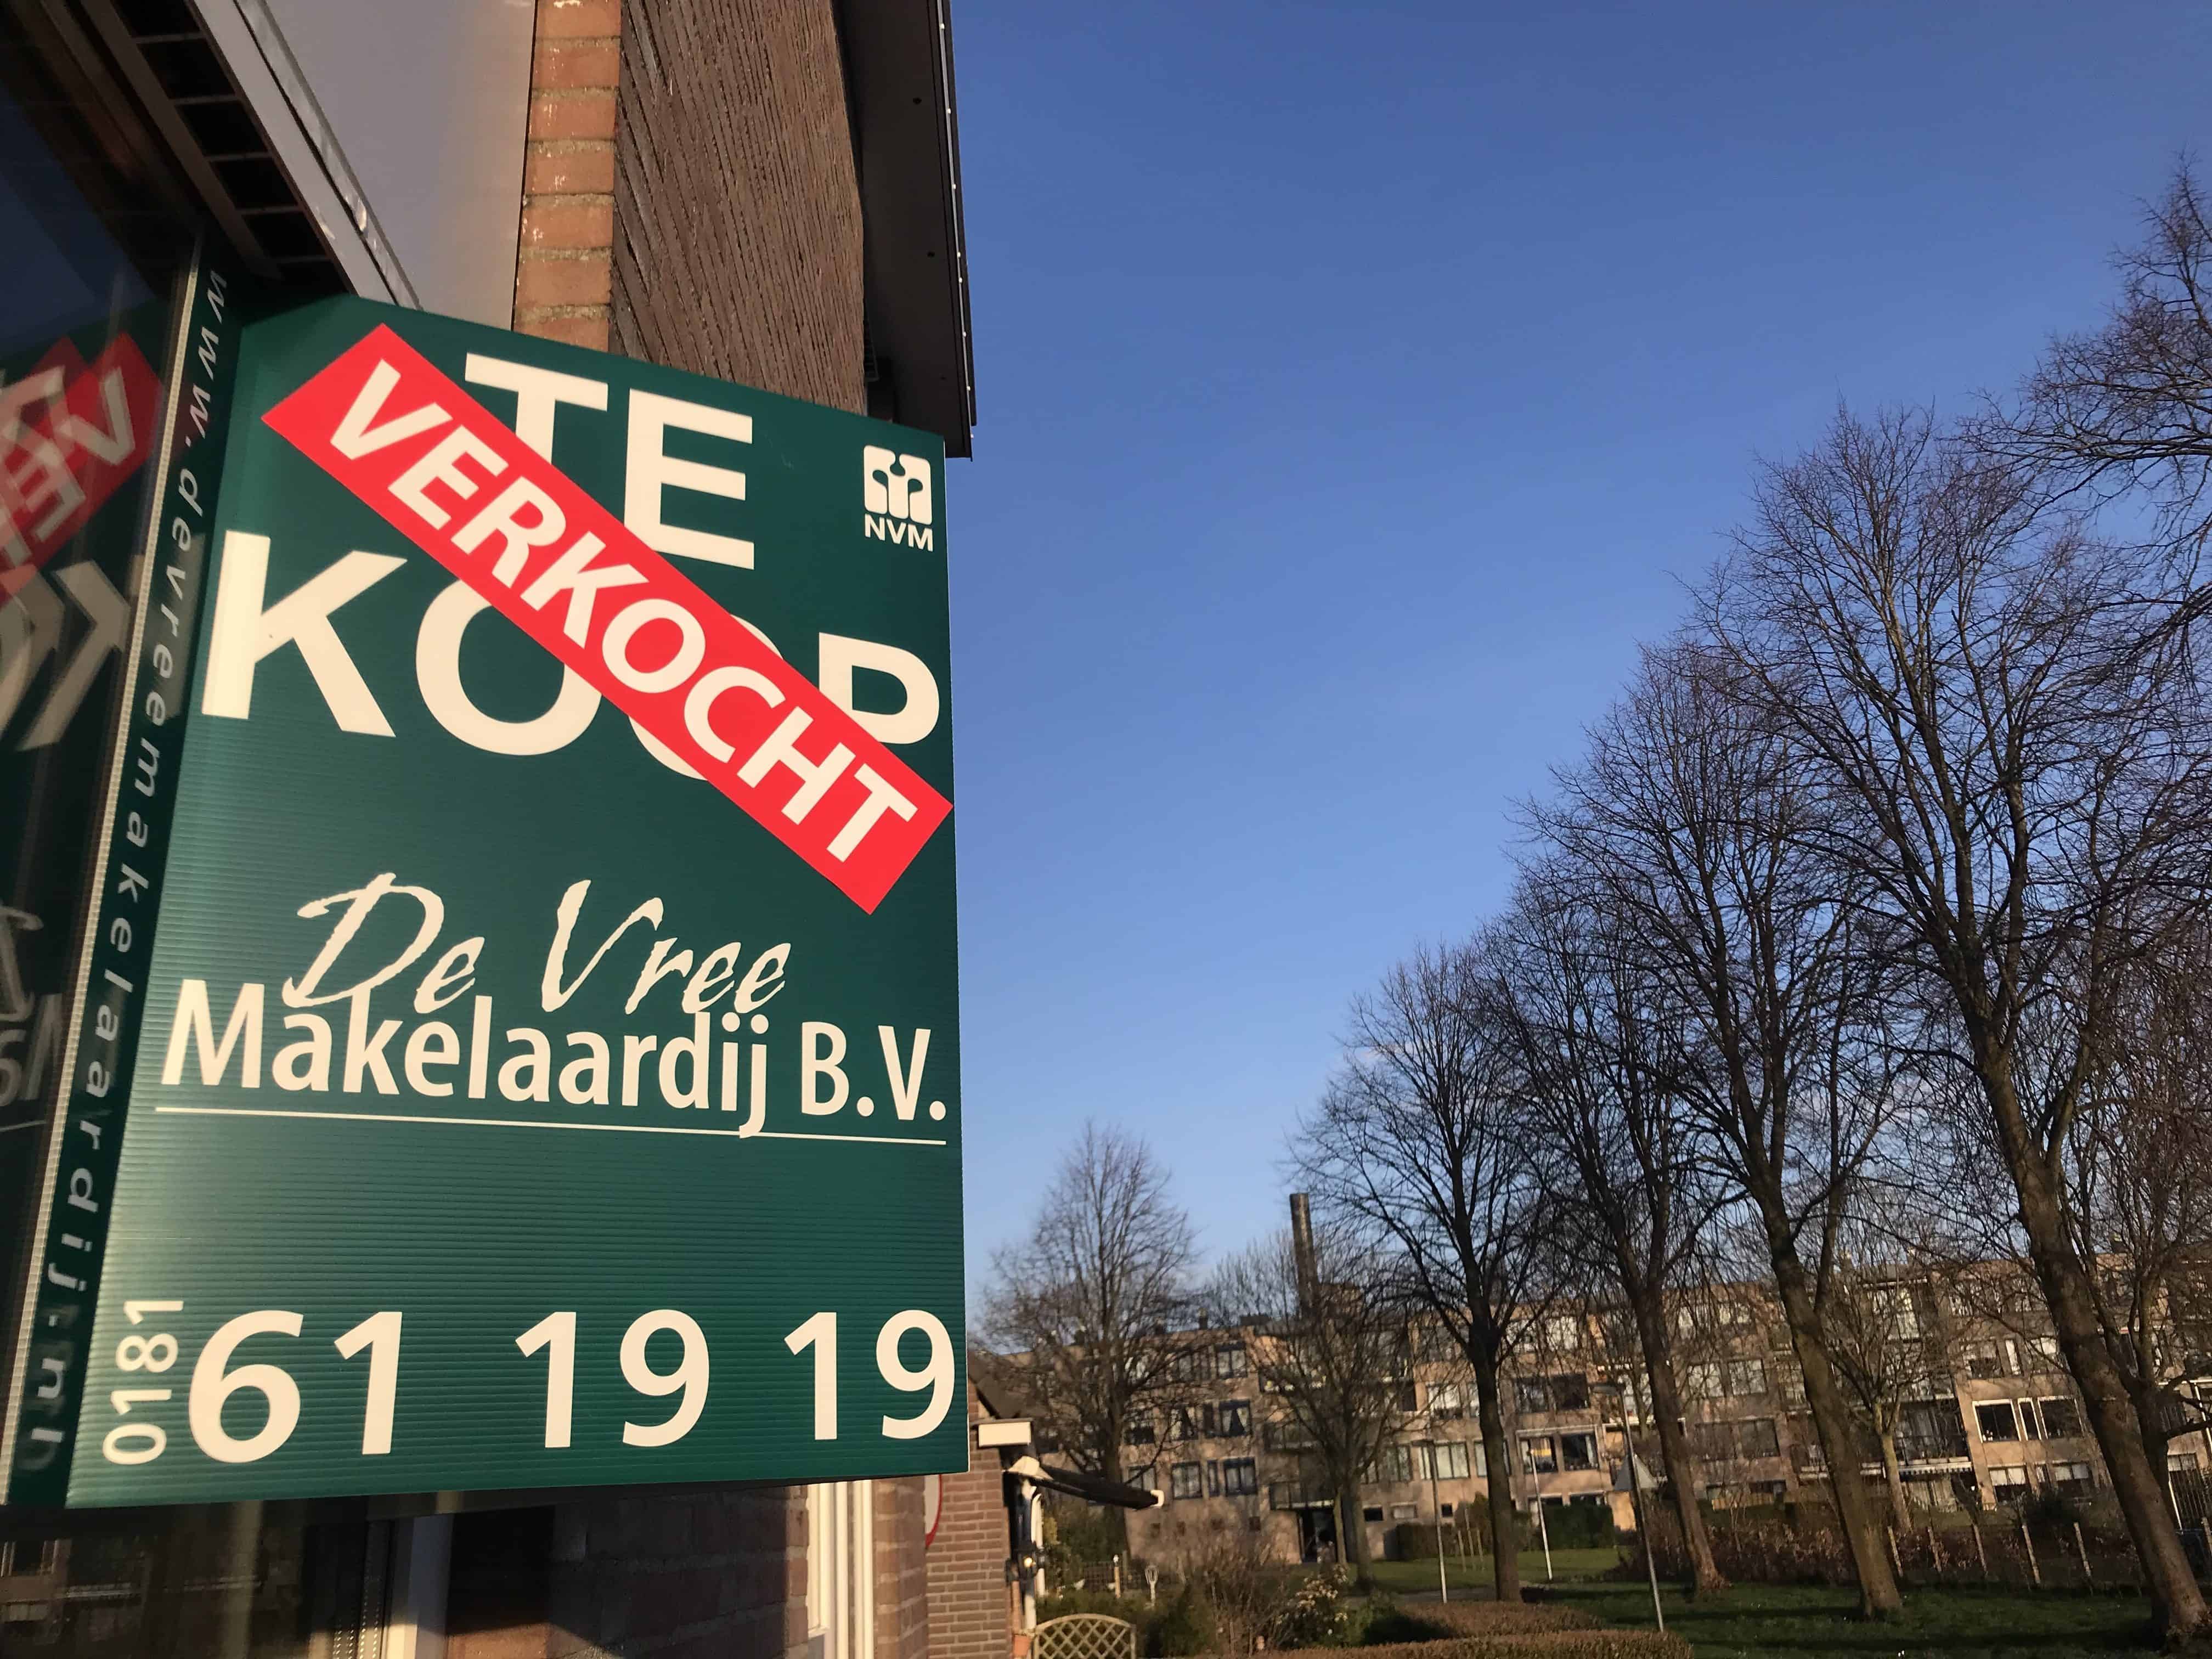 TE
KOOP
VERKOCHT
NVM
De Vree
Makelaardij B.V.
0181 61 19 19
www.devreemakelaardij.nl